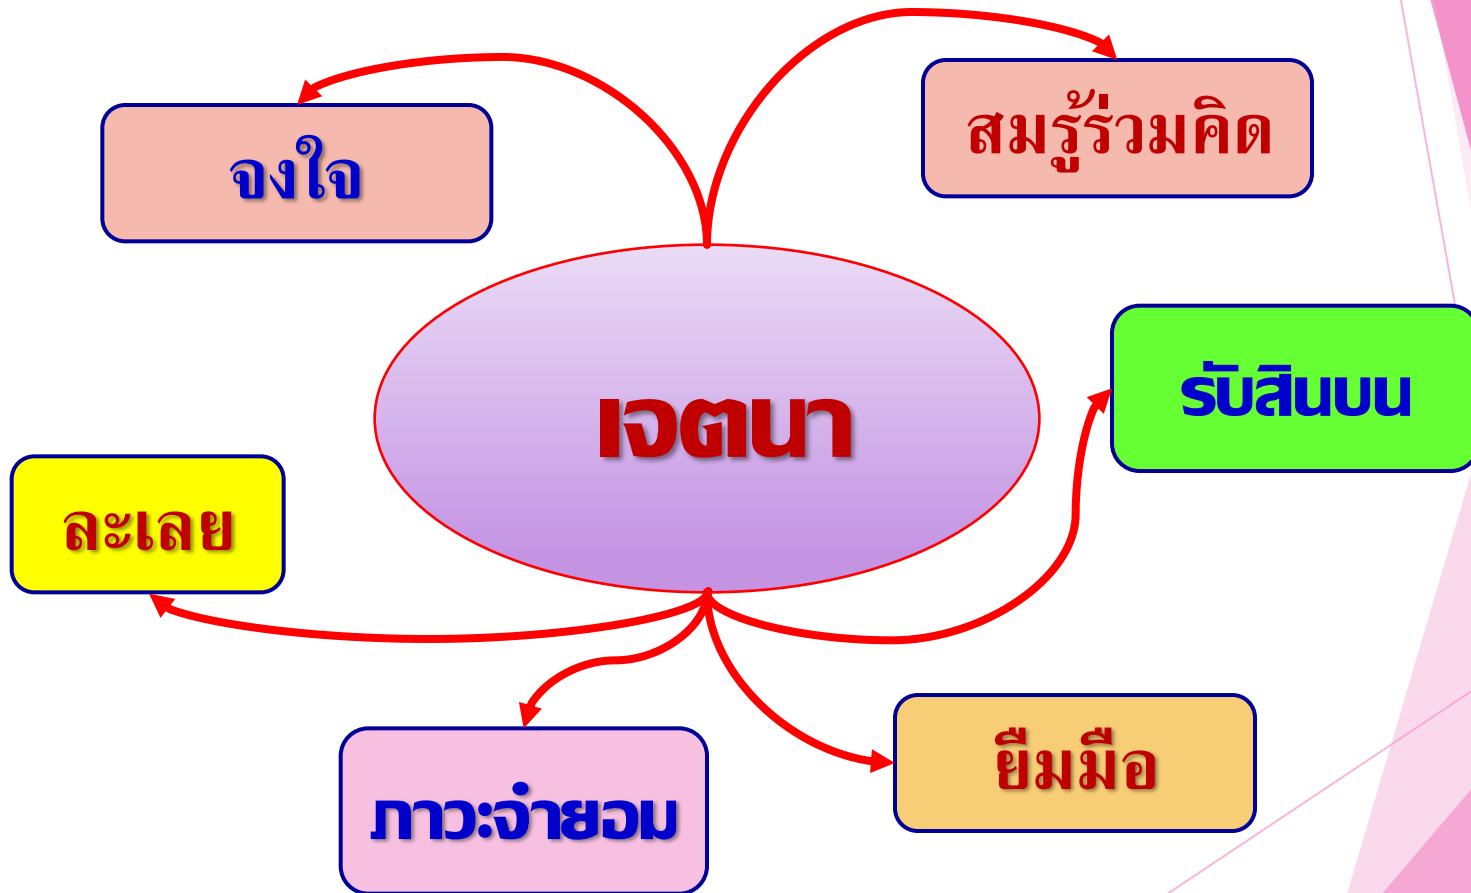 สมรู้ร่วมคิด
จงใจ
รับสินบน
เจตนา
ละเลย
ยืมมือ
ภาวะจำยอม